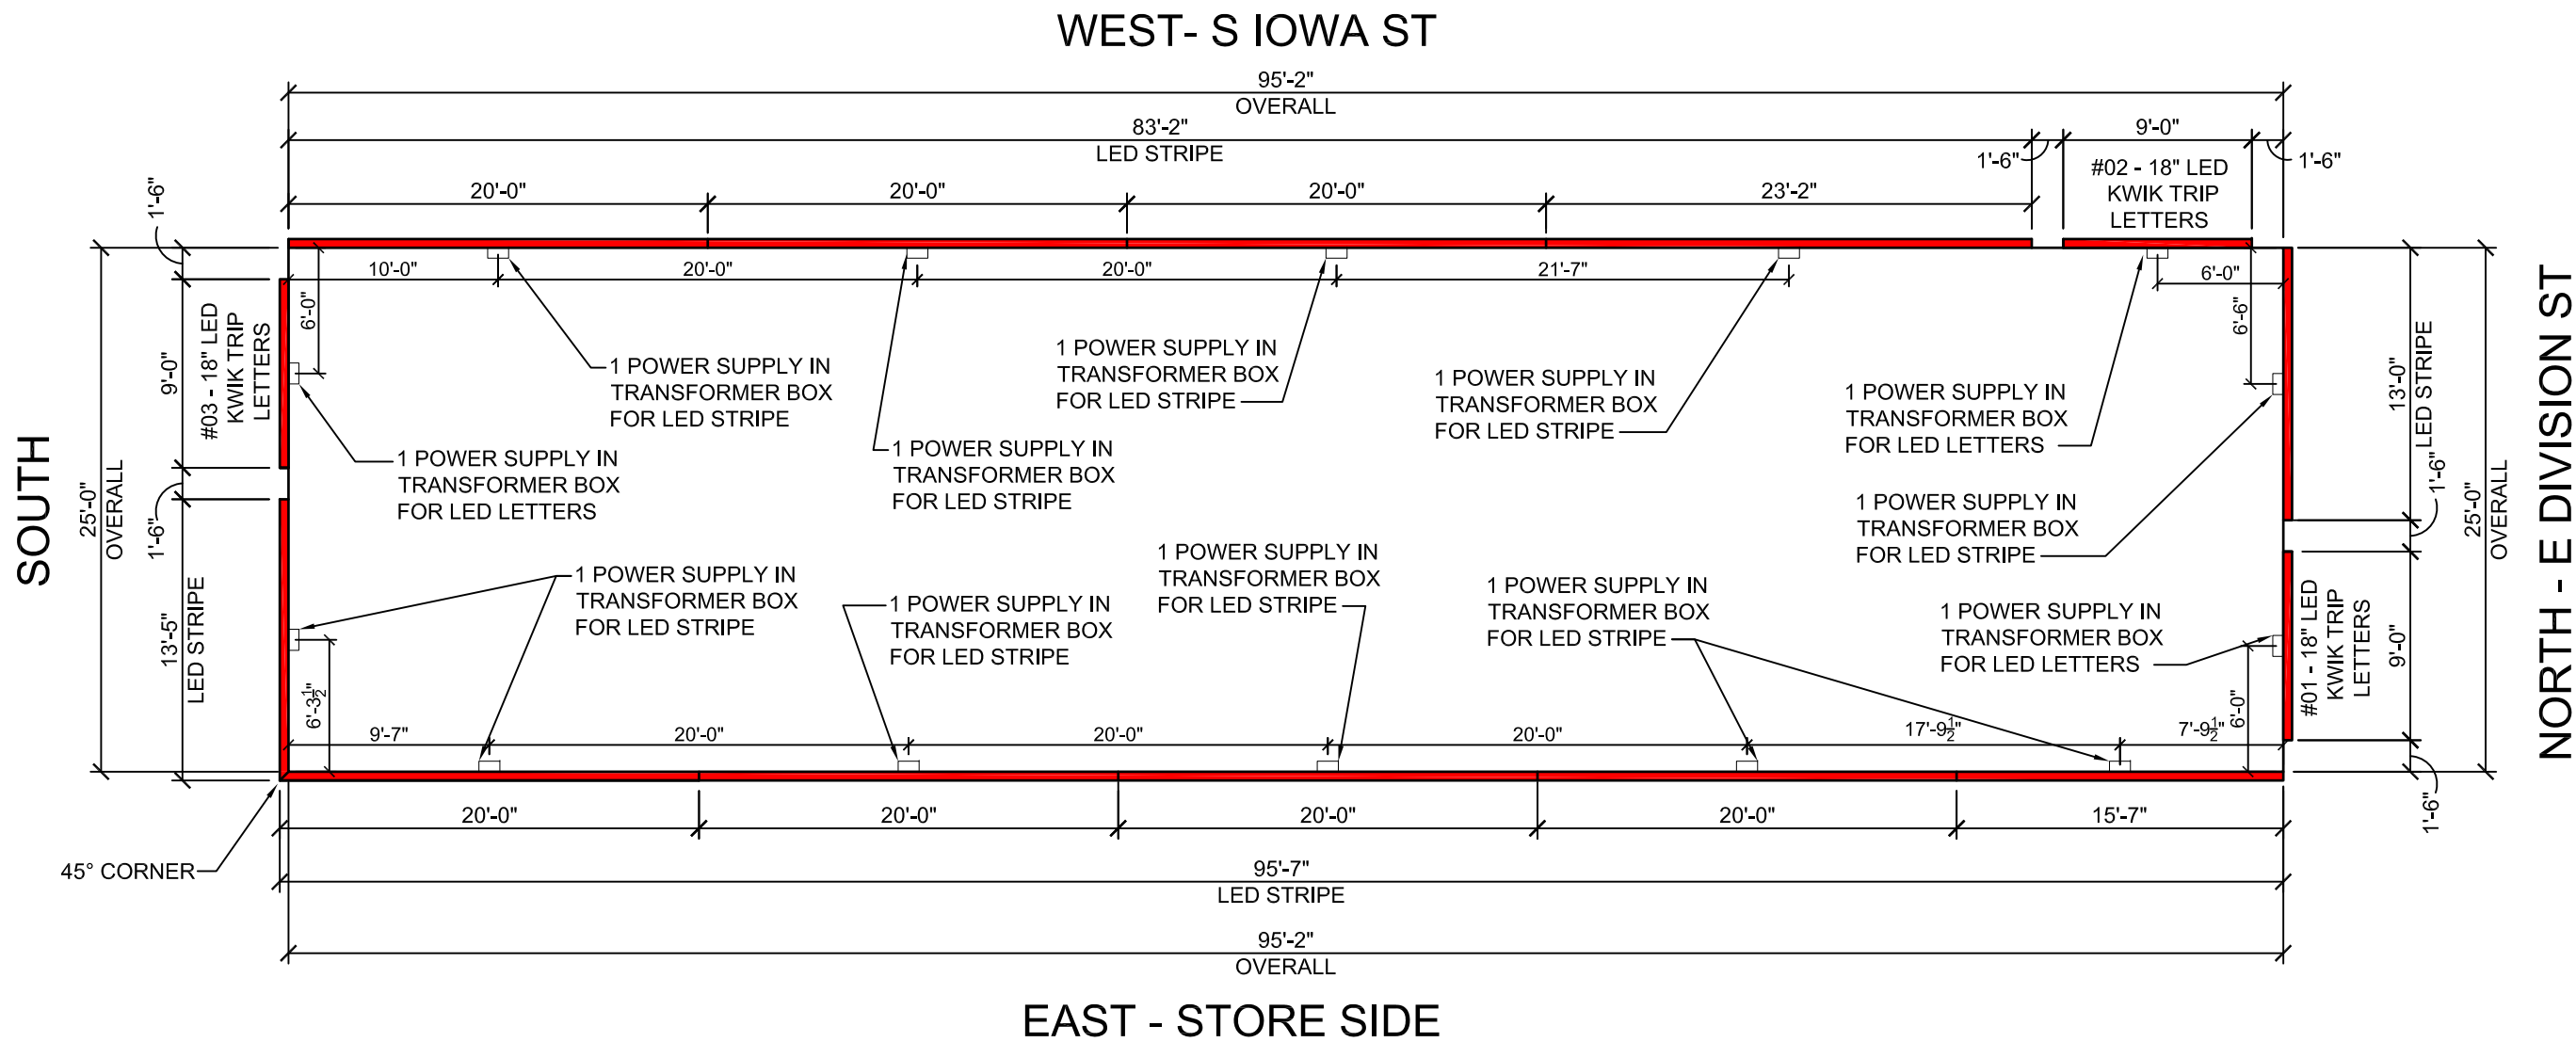 WEST- S IOWA ST
95'-2"
OVERALL
83'-2"
LED STRIPE
1'-6"
9'-0"
1'-6"
#02 - 18" LED
KWIK TRIP
LETTERS
20'-0"
20'-0"
20'-0"
23'-2"
10'-0"
20'-0"
20'-0"
21'-7"
6'-0"
6'-0"
6'-6"
SOUTH
25'-0"
OVERALL
1'-6"
9'-0"
#03 - 18" LED
KWIK TRIP
LETTERS
1'-6"
13'-5"
LED STRIPE
1 POWER SUPPLY IN
TRANSFORMER BOX
FOR LED STRIPE
1 POWER SUPPLY IN
TRANSFORMER BOX
FOR LED STRIPE
1 POWER SUPPLY IN
TRANSFORMER BOX
FOR LED STRIPE
1 POWER SUPPLY IN
TRANSFORMER BOX
FOR LED STRIPE
1 POWER SUPPLY IN
TRANSFORMER BOX
FOR LED LETTERS
1 POWER SUPPLY IN
TRANSFORMER BOX
FOR LED LETTERS
1 POWER SUPPLY IN
TRANSFORMER BOX
FOR LED STRIPE
1 POWER SUPPLY IN
TRANSFORMER BOX
FOR LED STRIPE
1 POWER SUPPLY IN
TRANSFORMER BOX
FOR LED STRIPE
1 POWER SUPPLY IN
TRANSFORMER BOX
FOR LED STRIPE
1 POWER SUPPLY IN
TRANSFORMER BOX
FOR LED STRIPE
1 POWER SUPPLY IN
TRANSFORMER BOX
FOR LED LETTERS
13'-0"
LED STRIPE
1'-6"
25'-0"
OVERALL
#01 - 18" LED
KWIK TRIP
LETTERS
9'-0"
1'-6"
NORTH - E DIVISION ST
6'-3½"
6'-0"
9'-7"
20'-0"
20'-0"
20'-0"
17'-9½"
7'-9½"
20'-0"
20'-0"
20'-0"
20'-0"
15'-7"
45° CORNER
95'-7"
LED STRIPE
95'-2"
OVERALL
EAST - STORE SIDE